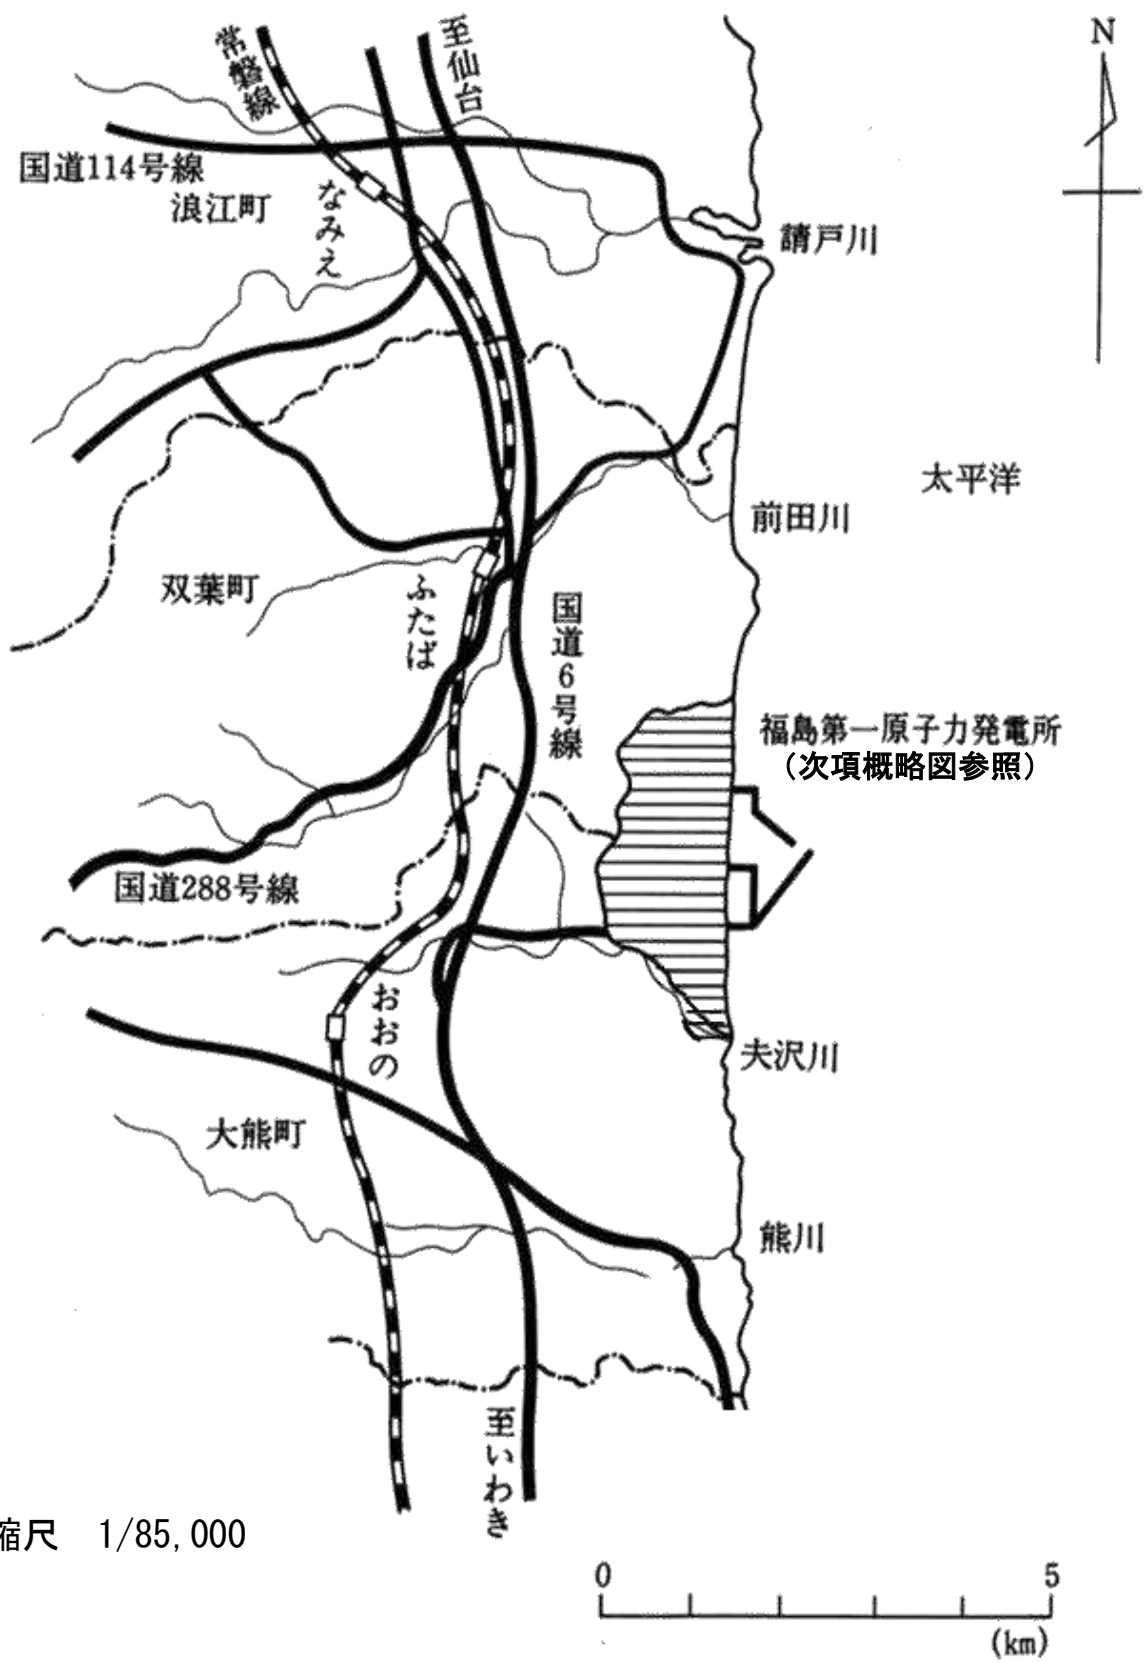 常磐線
至仙台
N
国道114号線
浪江町
なみえ
請戸川
太平洋
前田川
双葉町
ふたば
国道6号線
福島第一原子力発電所
(次項概略図参照)
国道288号線
おおの
夫沢川
大熊町
熊川
至いわき
縮尺 1/85,000
0 5
(km)